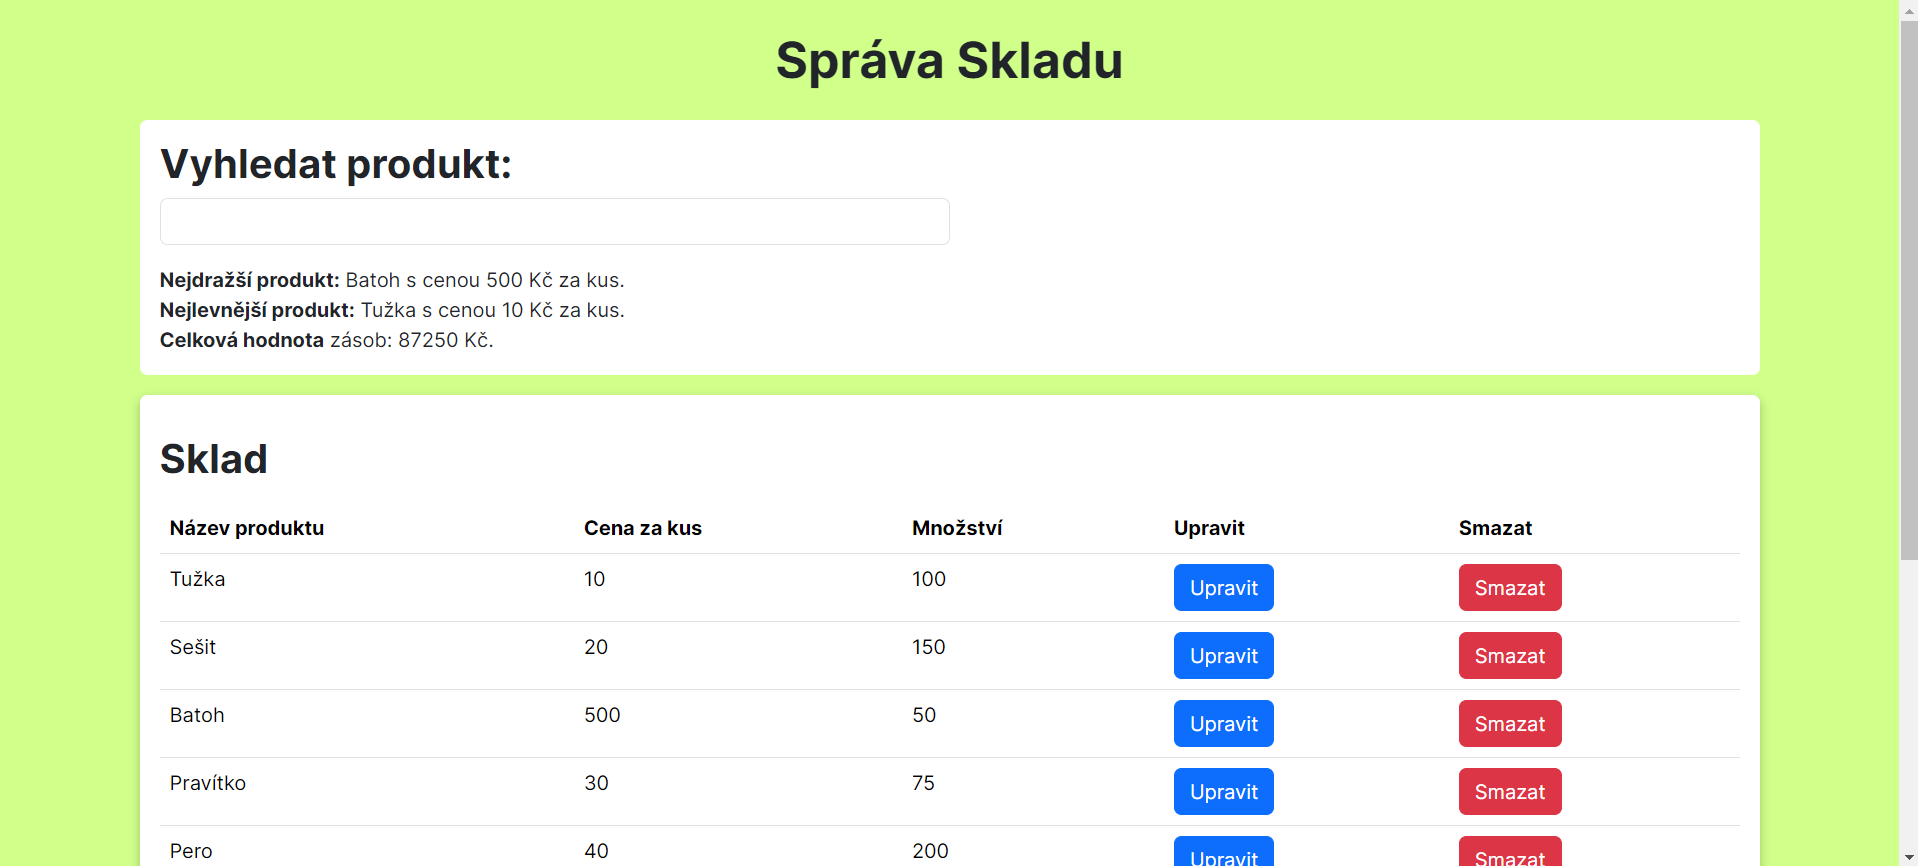 Správa Skladu
Vyhledat produkt:
Nejdražší produkt: Batoh s cenou 500 Kč za kus.
Nejlevnější produkt: Tužka s cenou 10 Kč za kus.
Celková hodnota zásob: 87250 Kč.
Sklad
Název produktu Cena za kus Množství Upravit Smazat
Tužka 10 100 Upravit Smazat
Sešit 20 150 Upravit Smazat
Batoh 500 50 Upravit Smazat
Pravítko 30 75 Upravit Smazat
Pero 40 200 Upravit Smazat